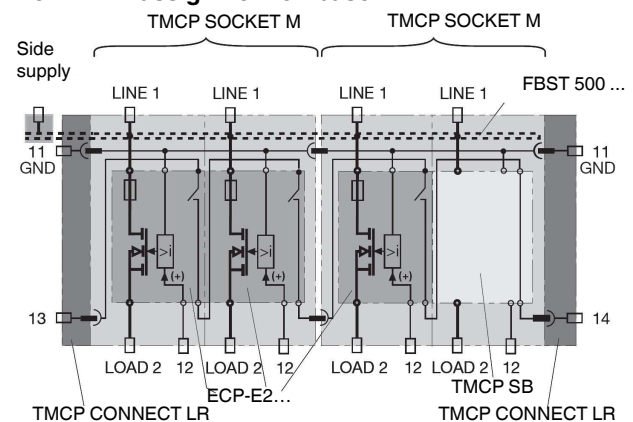 TMCP SOCKET M TMCP SOCKET M
Side
supply
LINE 1 LINE 1 LINE 1 LINE 1
FBST 500 ...
11
GND
11
GND
>i >i >i
(+) (+) (+)
13 14
LOAD 2 12 LOAD 2 12 LOAD 2 12 LOAD 2 12
ECP-E2...
TMCP SB
TMCP CONNECT LR TMCP CONNECT LR